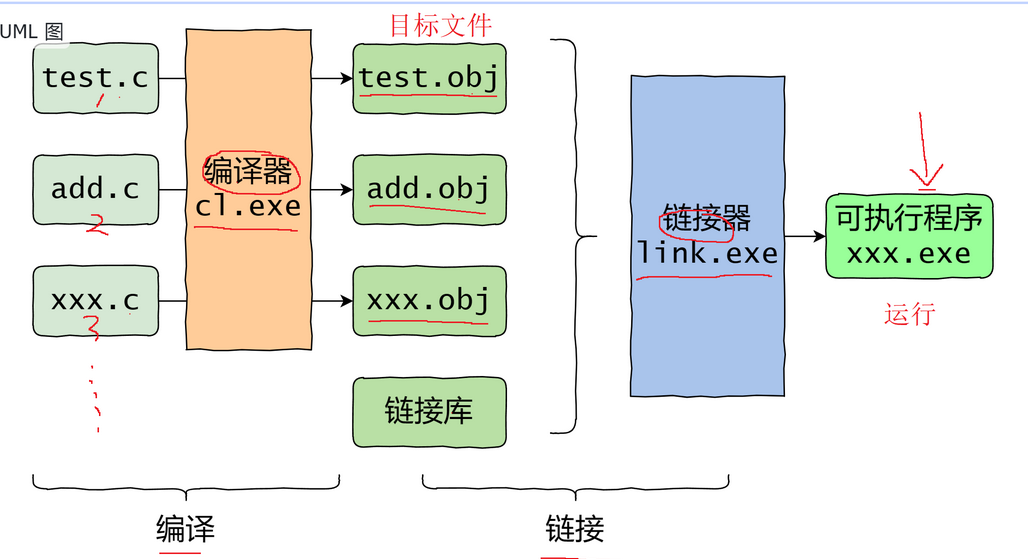 UML 图
目标文件
test.c
1
test.obj
编译器
cl.exe
add.c
2
add.obj
链接器
link.exe
可执行程序
xxx.exe
xxx.c
3
xxx.obj
运行
链接库
编译
链接